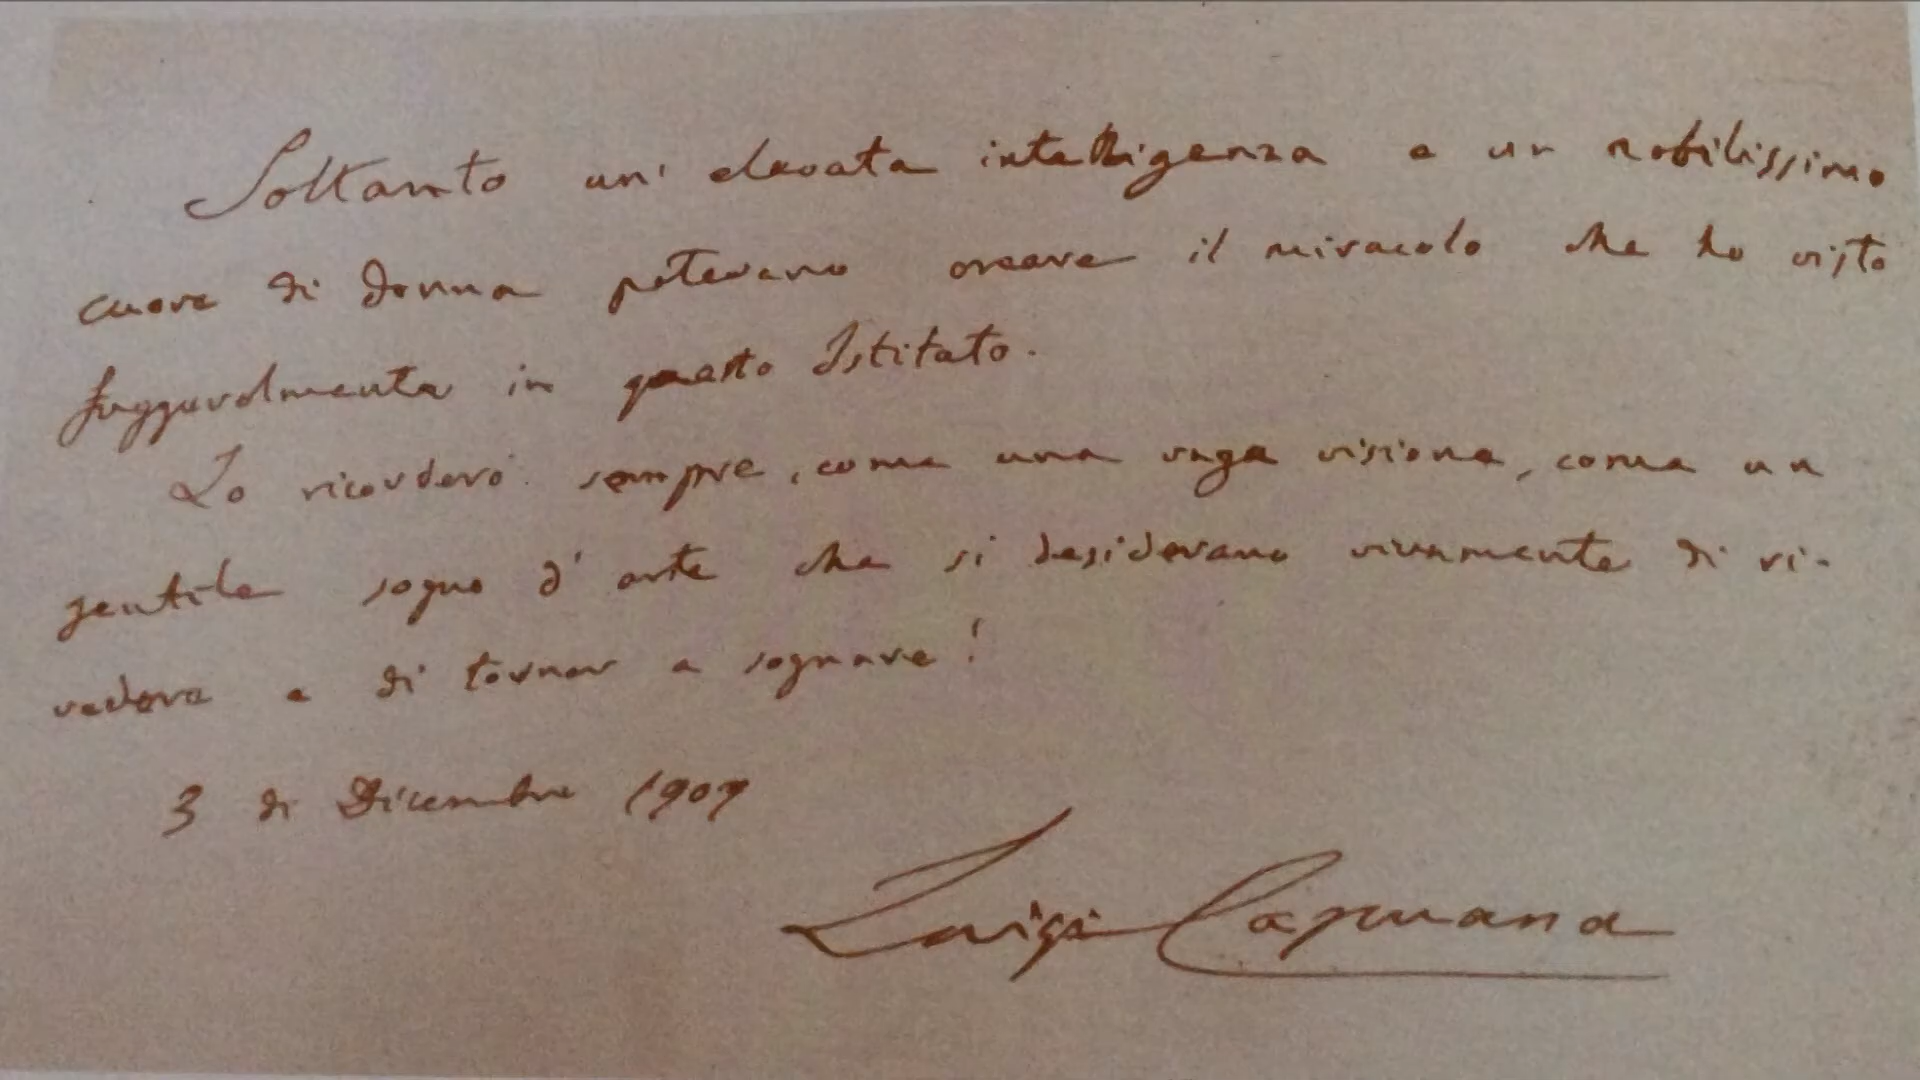 Soltanto un' elevata intelligenza e un nobilissimo
cuore di donna potevano creare il miracolo che ho visto
fuggevolmente in questo Istituto.
Lo ricorderò sempre, come una vaga visione, come un
gentile sogno d' arte che si desiderano vivamente di ri-
vedere e di tornar a sognare!
3 di Dicembre 1909
Luigi Capuana